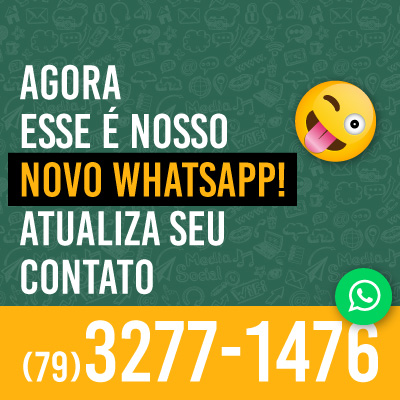 AGORA
ESSE É NOSSO
NOVO WHATSAPP!
ATUALIZA SEU
CONTATO
(79) 3277-1476